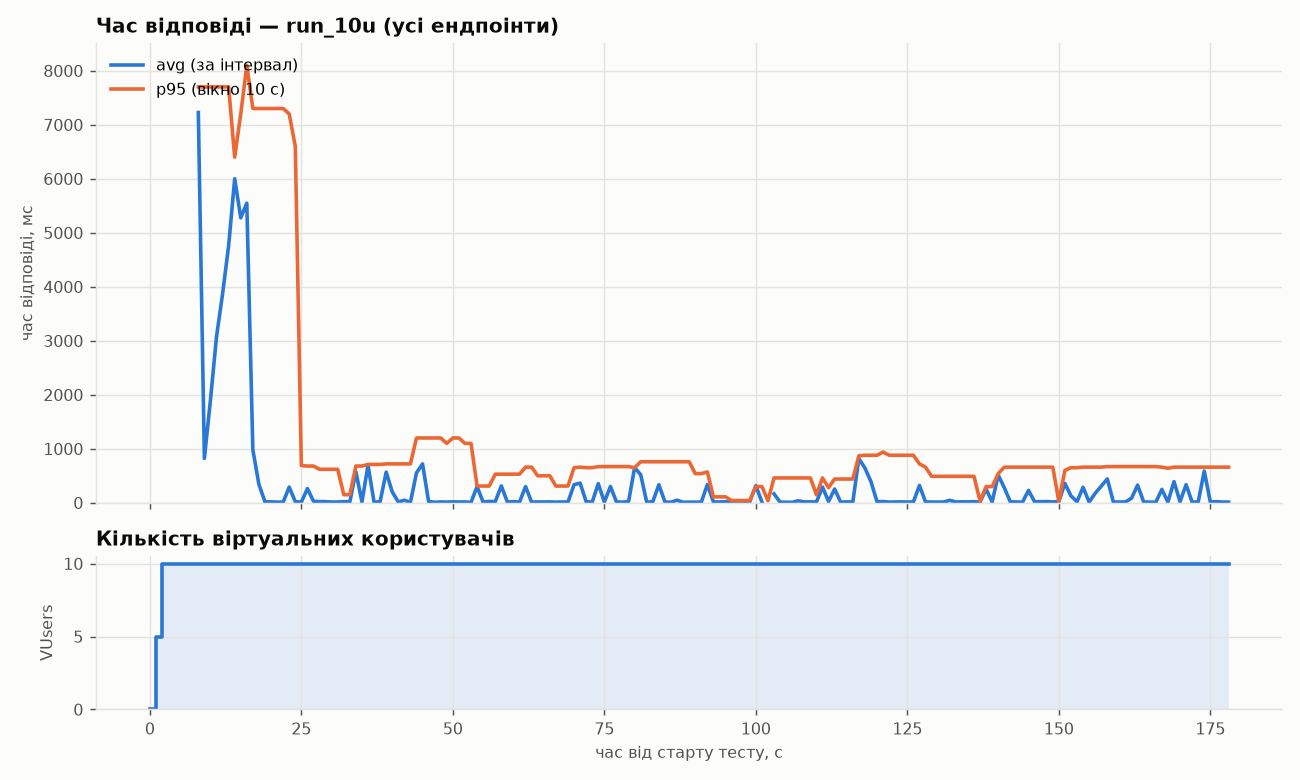 Час відповіді — run_10u (усі ендпоінти)
avg (за інтервал)
p95 (вікно 10 с)
час відповіді, мс
8000
7000
6000
5000
4000
3000
2000
1000
0
Кількість віртуальних користувачів
VUsers
10
5
0
0
25
50
75
100
125
150
175
час від старту тесту, с